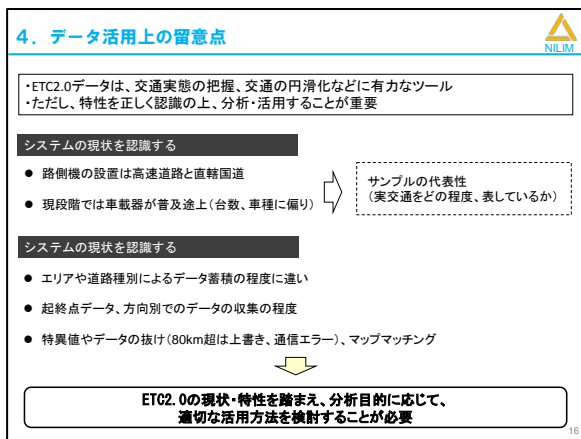 4．データ活用上の留意点
NILIM
・ETC2.0データは、交通実態の把握、交通の円滑化などに有力なツール
・ただし、特性を正しく認識の上、分析・活用することが重要
システムの現状を認識する
● 路側機の設置は高速道路と直轄国道
● 現段階では車載器が普及途上（台数、車種に偏り）
サンプルの代表性
（実交通をどの程度、表しているか）
システムの現状を認識する
● エリアや道路種別によるデータ蓄積の程度に違い
● 起終点データ、方向別でのデータの収集の程度
● 特異値やデータの抜け（80km超は上書き、通信エラー）、マップマッチング
ETC2.0の現状・特性を踏まえ、分析目的に応じて、
適切な活用方法を検討することが必要
16